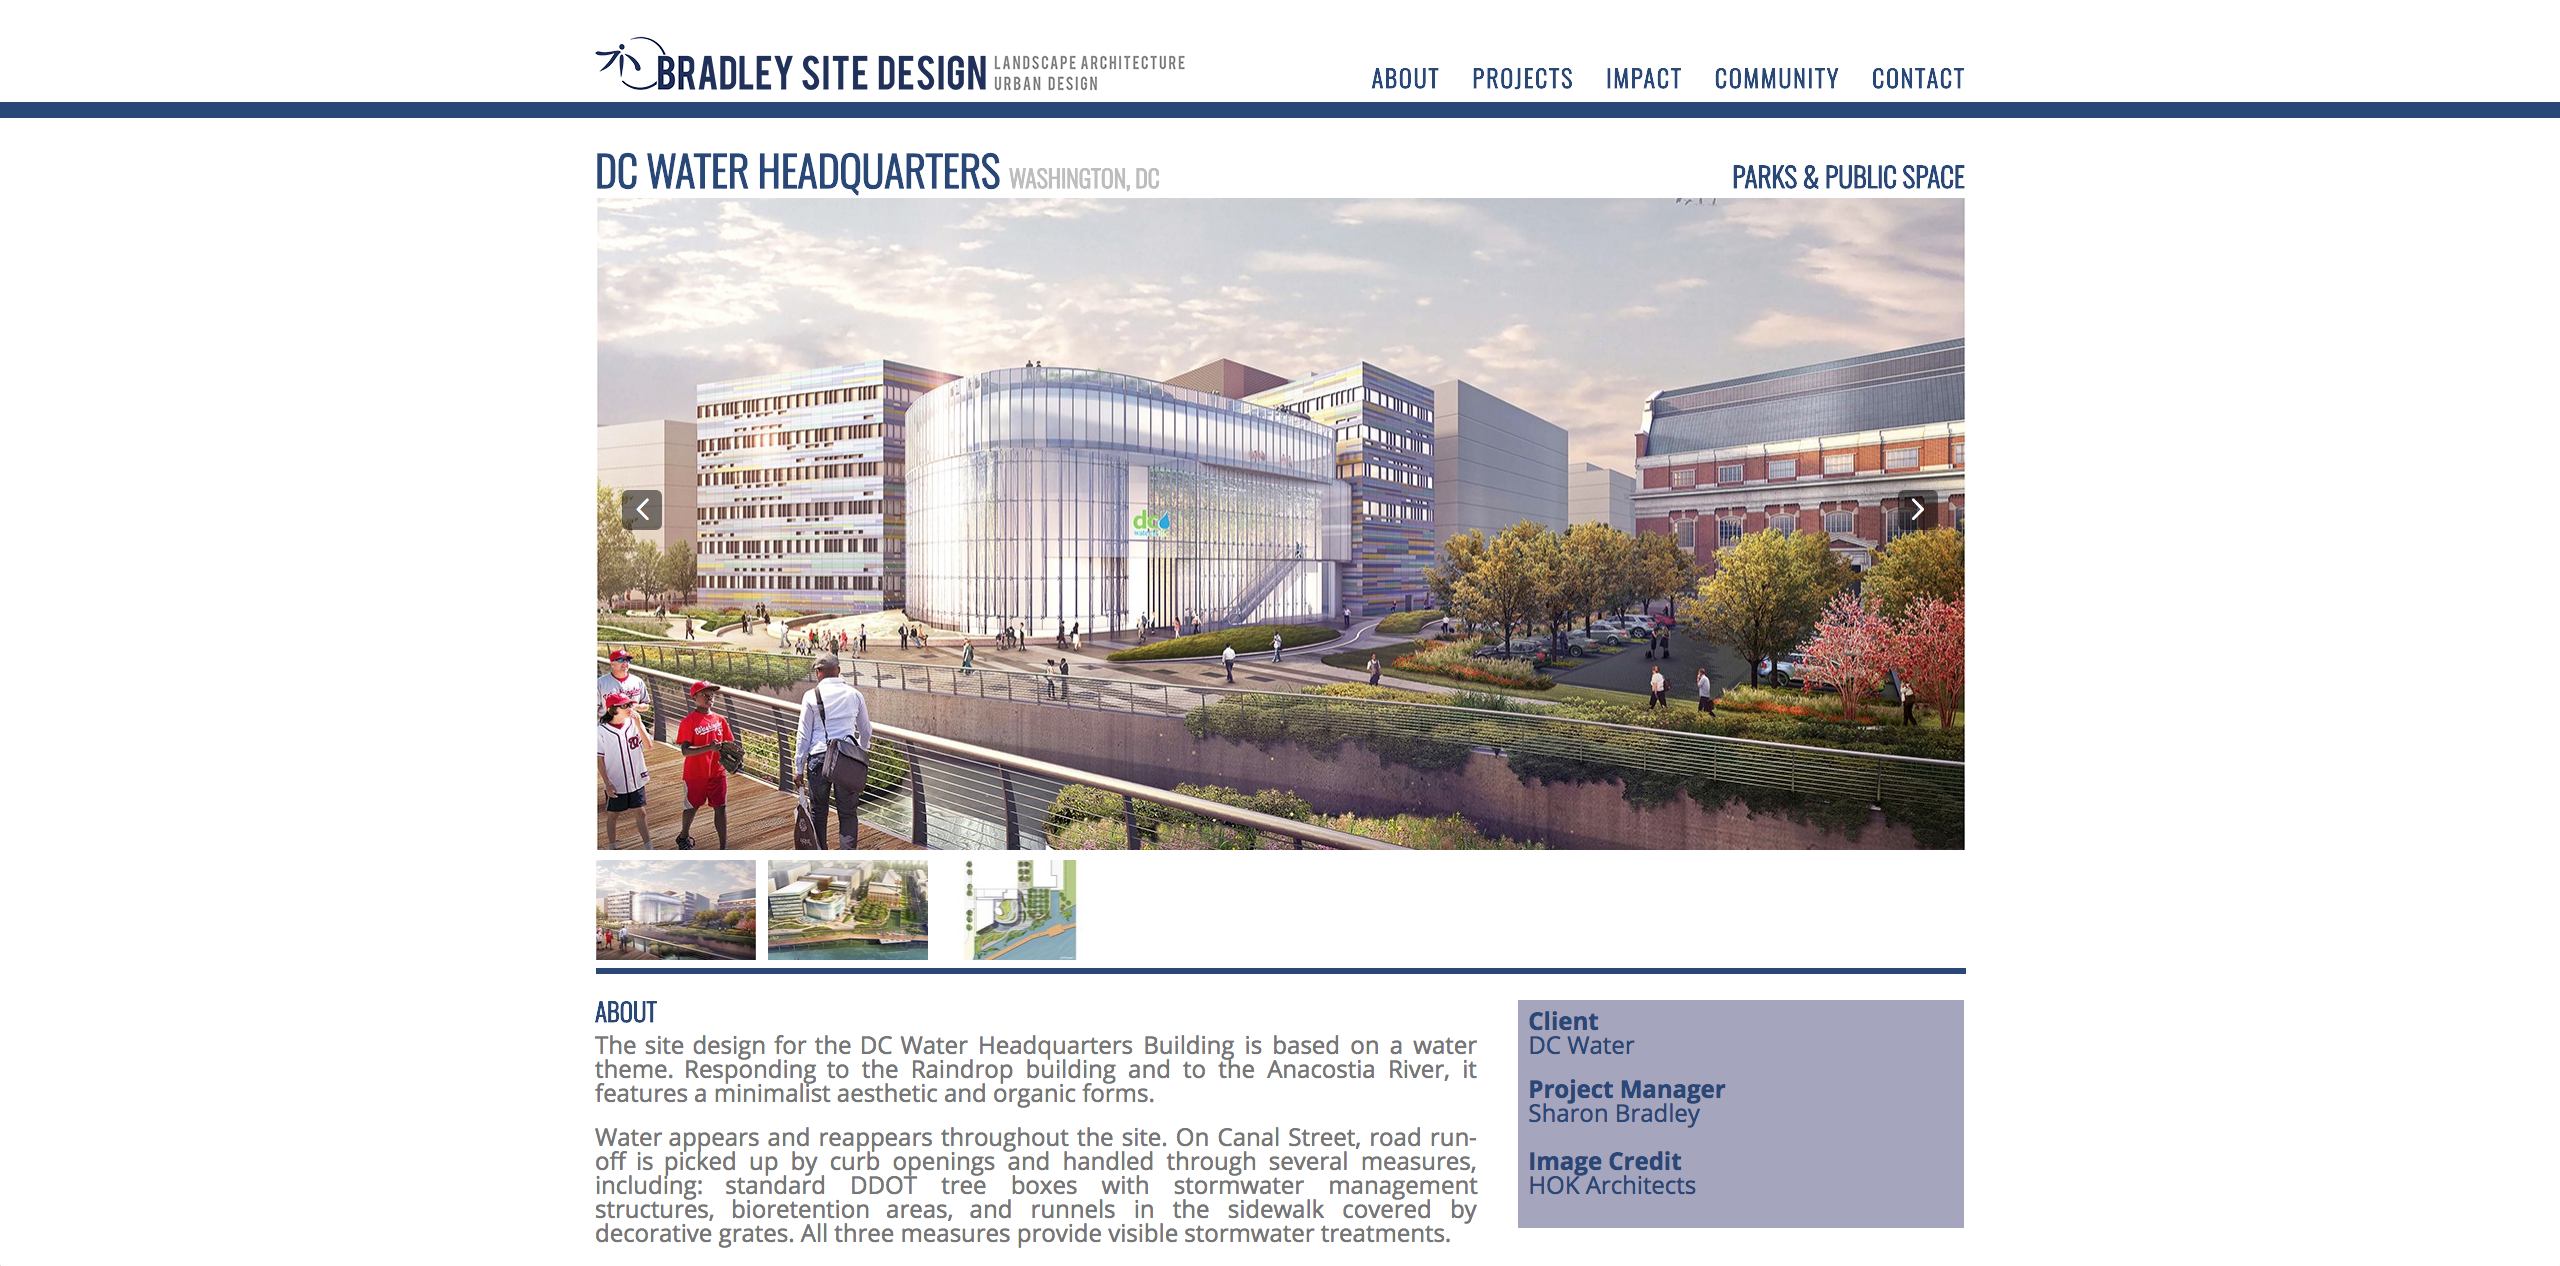 BRADLEY SITE DESIGN
LANDSCAPE ARCHITECTURE
URBAN DESIGN
ABOUT PROJECTS IMPACT COMMUNITY CONTACT
DC WATER HEADQUARTERS WASHINGTON, DC
PARKS & PUBLIC SPACE
dc
Washington
ABOUT
The site design for the DC Water Headquarters Building is based on a water
theme. Responding to the Raindrop building and to the Anacostia River, it
features a minimalist aesthetic and organic forms.
Water appears and reappears throughout the site. On Canal Street, road run-
off is picked up by curb openings and handled through several measures,
including: standard DDOT tree boxes with stormwater management
structures, bioretention areas, and runnels in the sidewalk covered by
decorative grates. All three measures provide visible stormwater treatments.
Client
DC Water
Project Manager
Sharon Bradley
Image Credit
HOK Architects